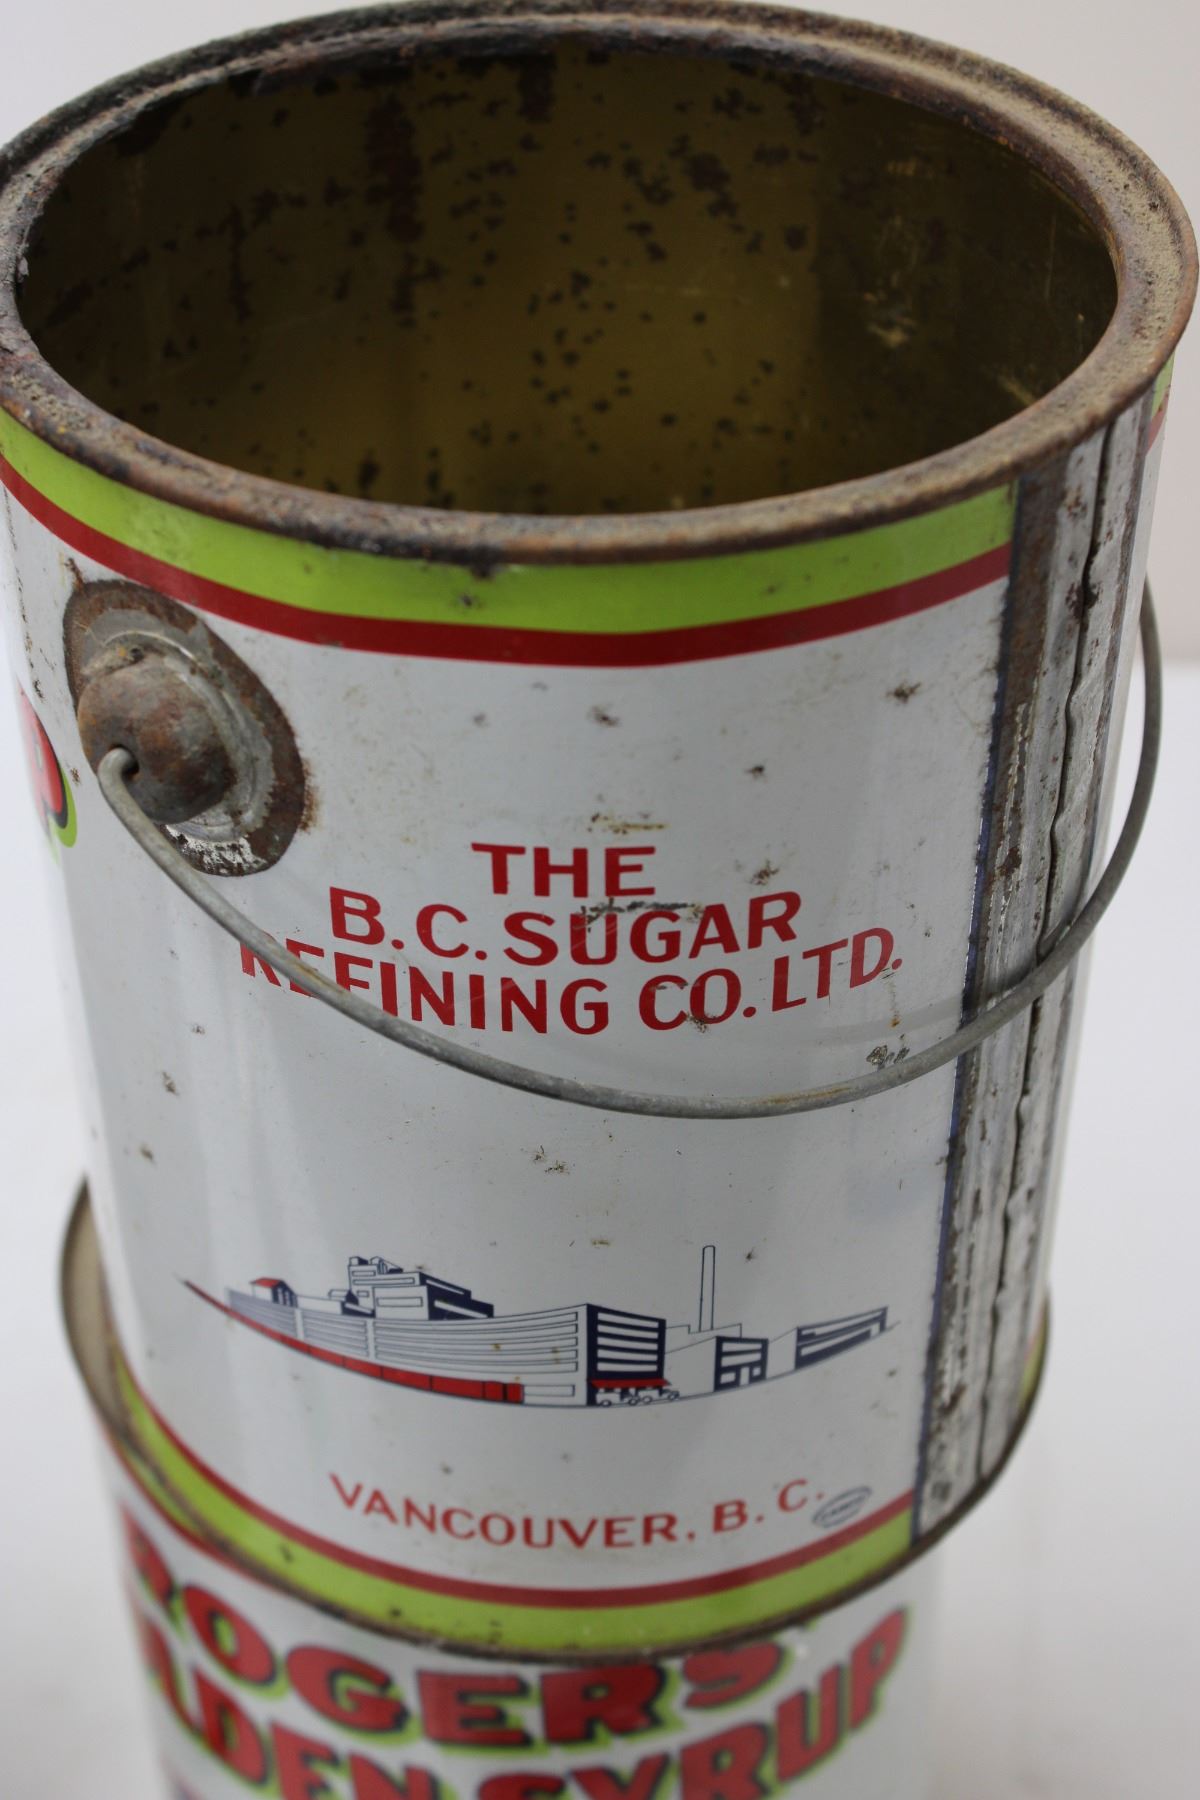 THE
B.C. SUGAR
REFINING CO. LTD.
VANCOUVER, B. C.
ROGERS
GOLDEN SYRUP